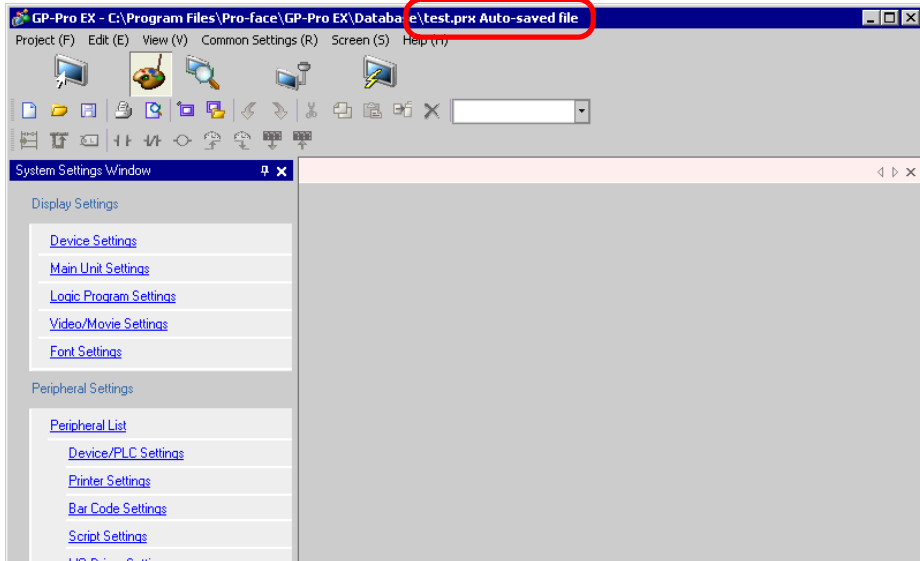 GP-Pro EX - C:\Program Files\Pro-face\GP-Pro EX\Database\test.prx Auto-saved file
Project (F) Edit (E) View (V) Common Settings (R) Screen (S) Help (H)
System Settings Window
Display Settings
Device Settings
Main Unit Settings
Logic Program Settings
Video/Movie Settings
Font Settings
Peripheral Settings
Peripheral List
Device/PLC Settings
Printer Settings
Bar Code Settings
Script Settings